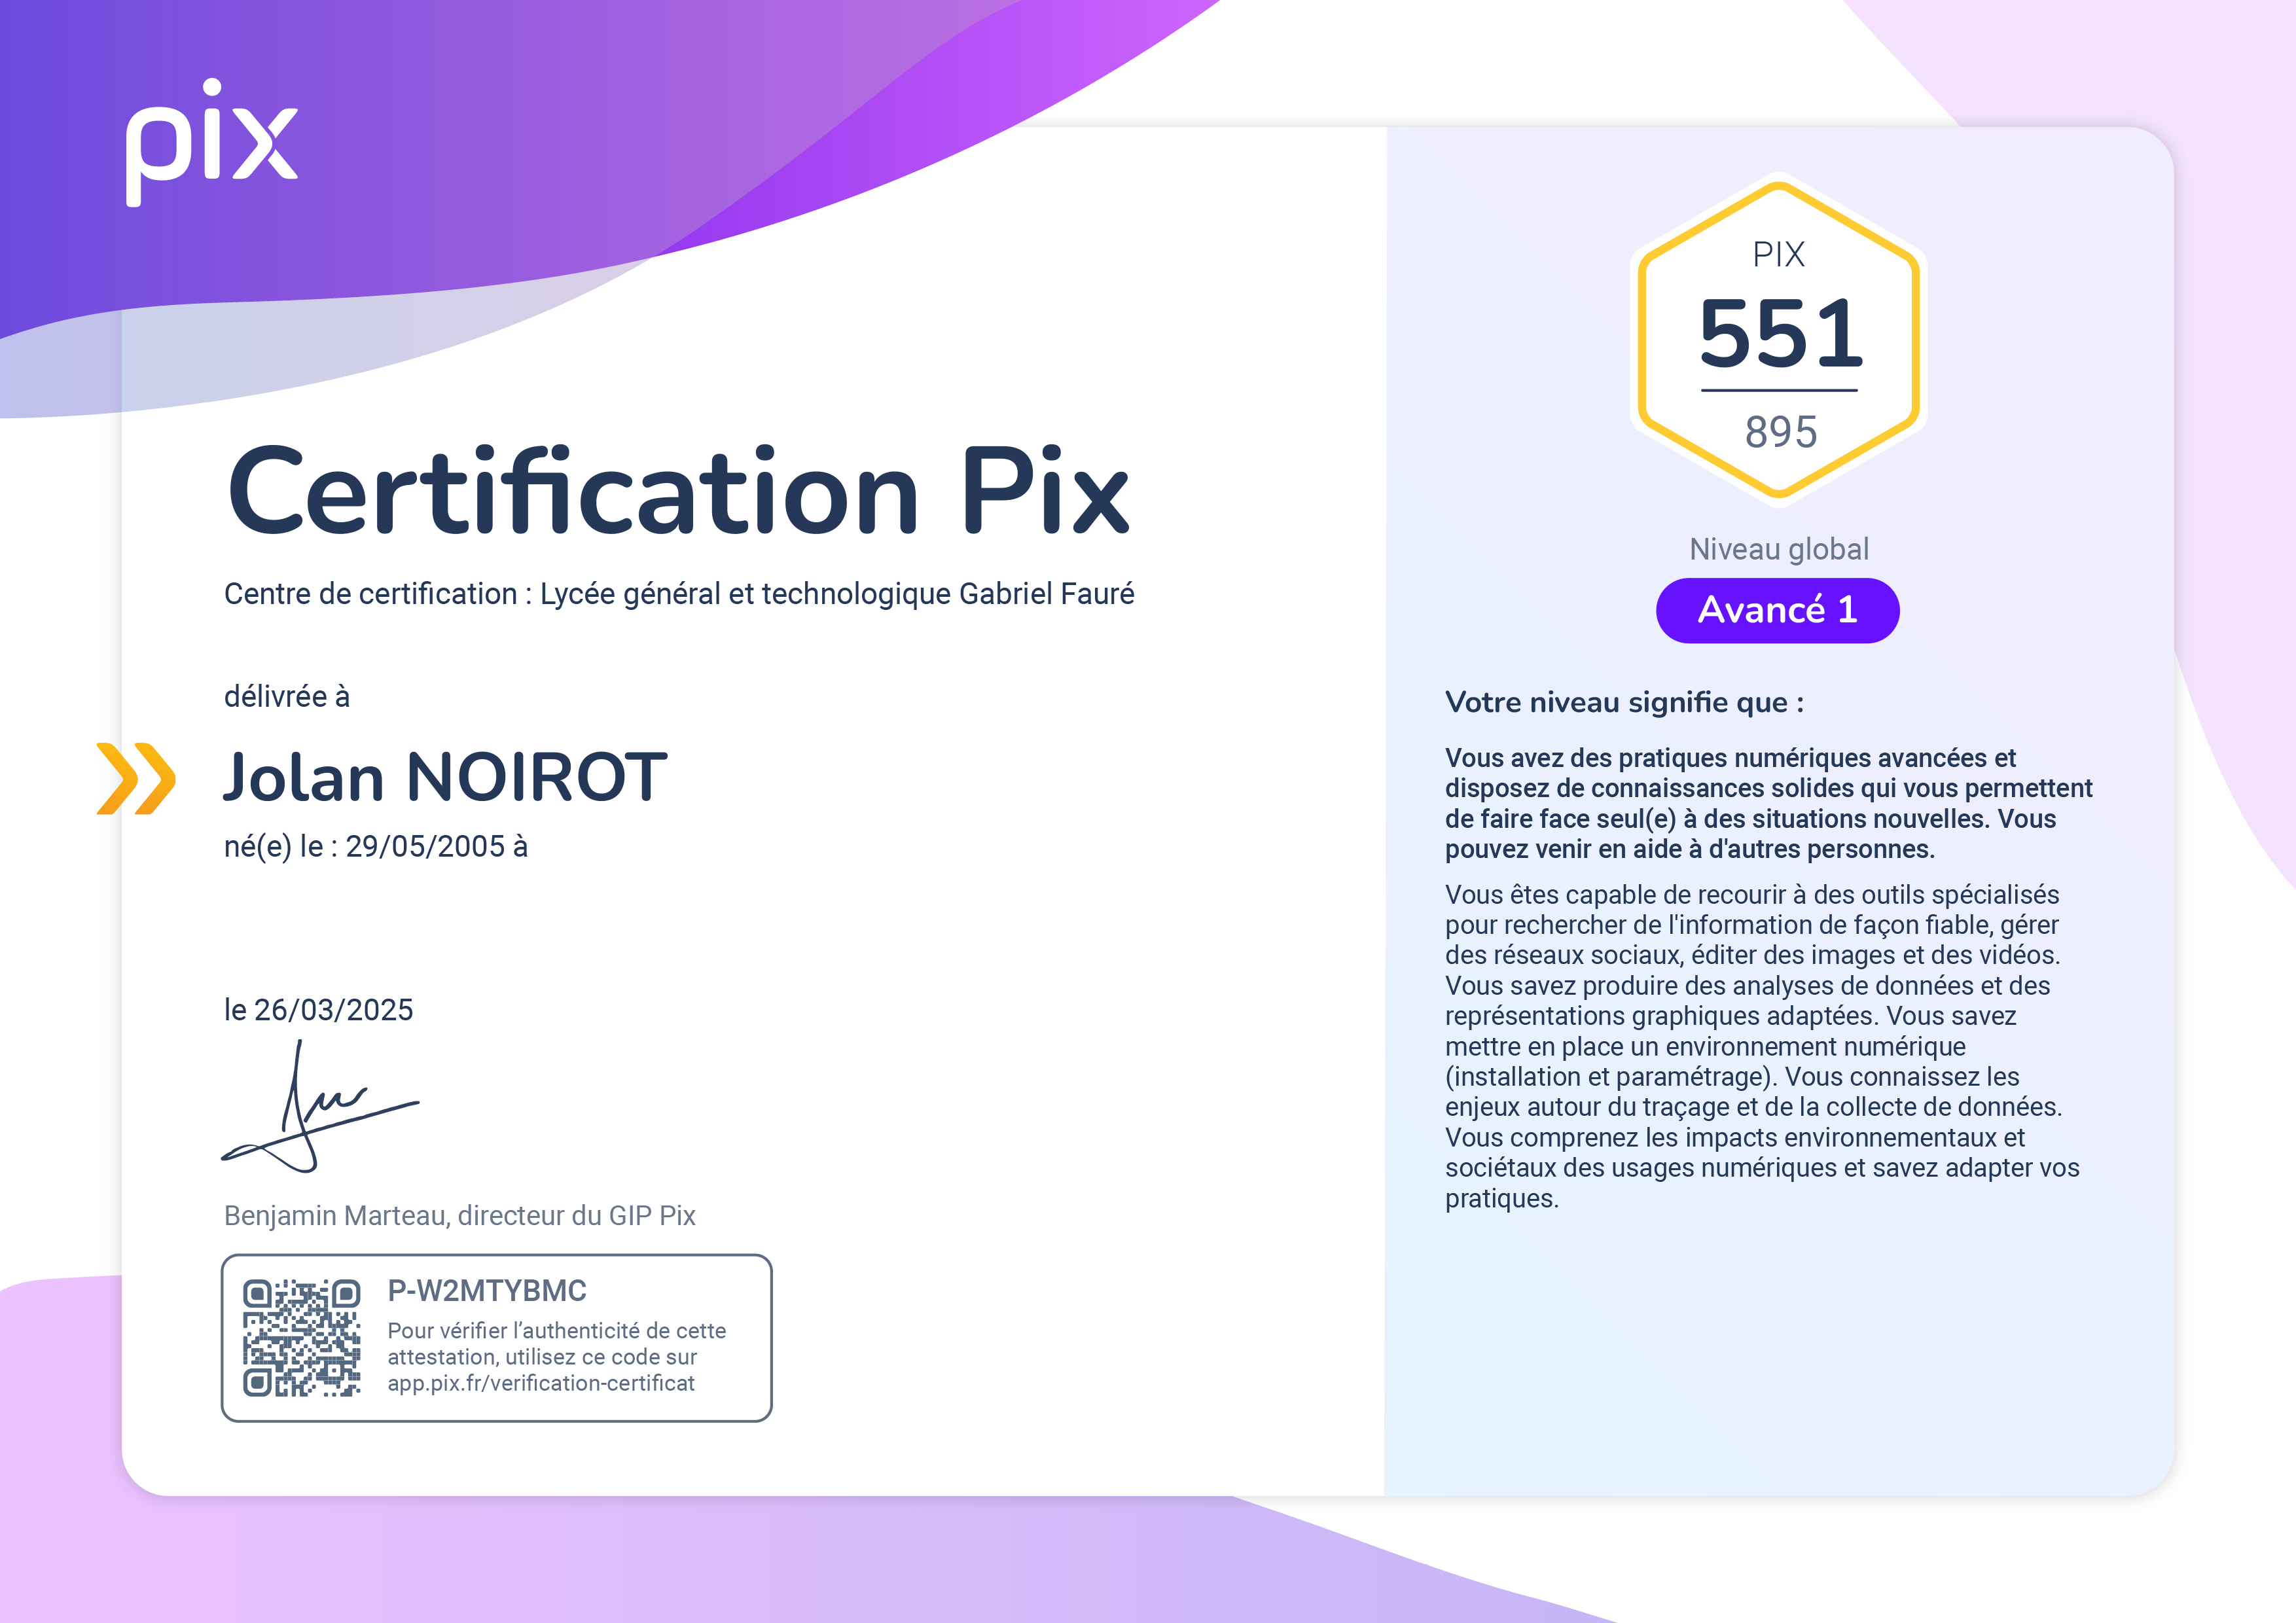 pix
Certification Pix
Centre de certification : Lycée général et technologique Gabriel Fauré
délivrée à
Jolan NOIROT
né(e) le : 29/05/2005 à
le 26/03/2025
Benjamin Marteau, directeur du GIP Pix
P-W2MTYBMC
Pour vérifier l’authenticité de cette
attestation, utilisez ce code sur
app.pix.fr/verification-certificat
PIX
551
895
Niveau global
Avancé 1
Votre niveau signifie que :
Vous avez des pratiques numériques avancées et
disposez de connaissances solides qui vous permettent
de faire face seul(e) à des situations nouvelles. Vous
pouvez venir en aide à d'autres personnes.
Vous êtes capable de recourir à des outils spécialisés
pour rechercher de l'information de façon fiable, gérer
des réseaux sociaux, éditer des images et des vidéos.
Vous savez produire des analyses de données et des
représentations graphiques adaptées. Vous savez
mettre en place un environnement numérique
(installation et paramétrage). Vous connaissez les
enjeux autour du traçage et de la collecte de données.
Vous comprenez les impacts environnementaux et
sociétaux des usages numériques et savez adapter vos
pratiques.